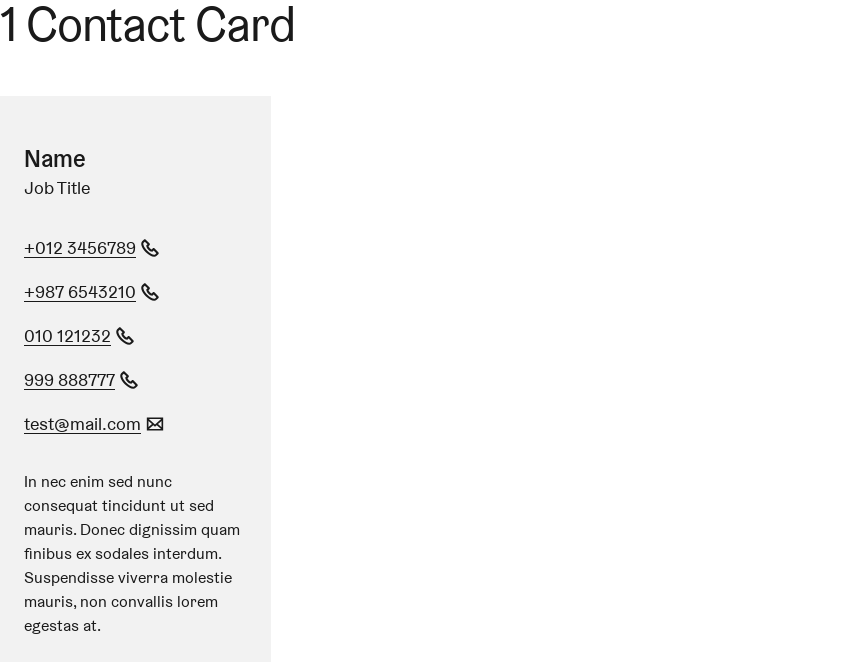 1 Contact Card
Name
Job Title
+012 3456789
+987 6543210
010 121232
999 888777
test@mail.com
In nec enim sed nunc
consequat tincidunt ut sed
mauris. Donec dignissim quam
finibus ex sodales interdum.
Suspendisse viverra molestie
mauris, non convallis lorem
egestas at.